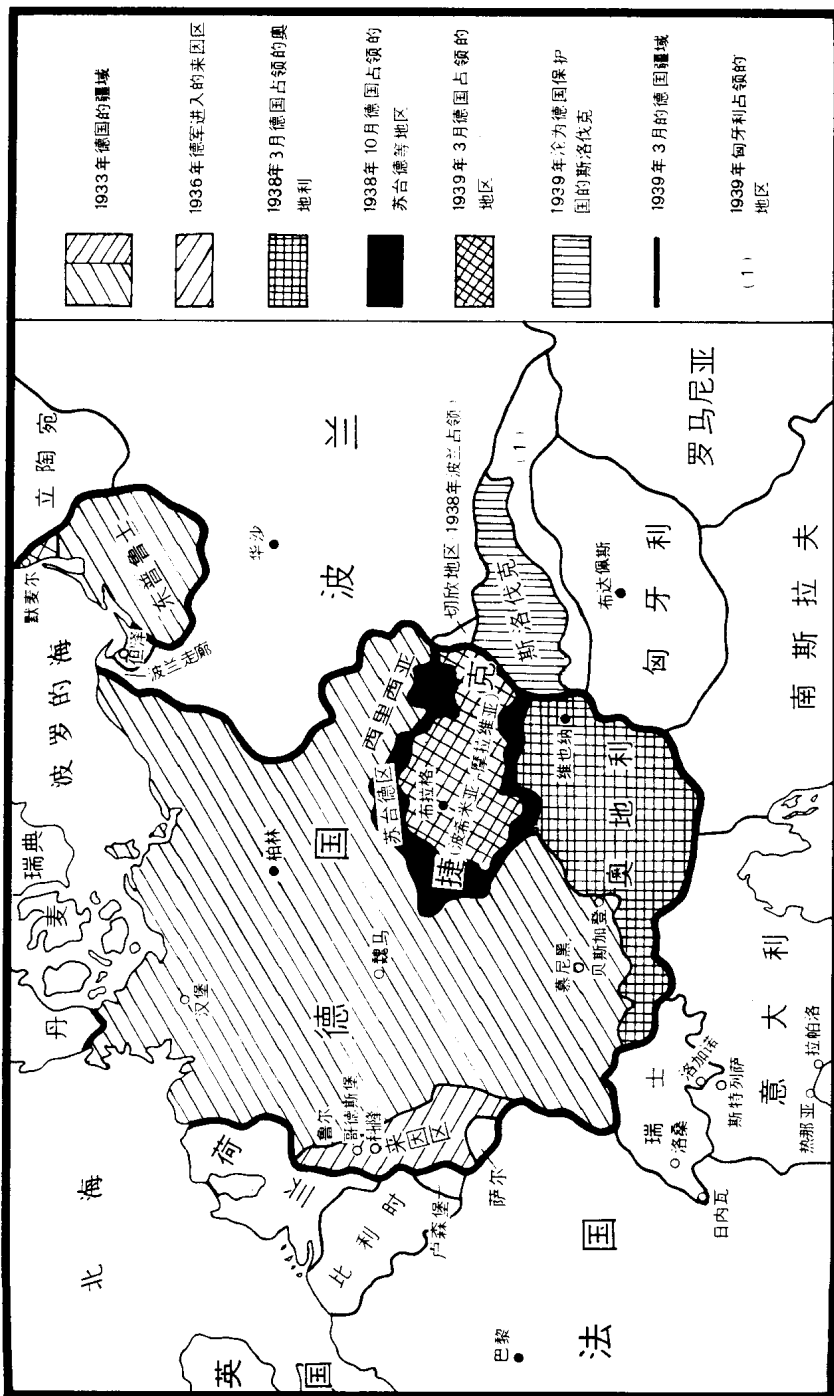 1933年德国的疆域
1936年德军进入的来因区
1938年3月德国占领的奥
地利
1938年10月德国占领的
苏台德等地区
1939年3月德国占领的
地区
1939年沦为德国保护
国的斯洛伐克
1939年3月的德国疆域
(1)
1939年匈牙利占领的
地区
北海
英国
荷兰
比利时
卢森堡
法国
巴黎
丹麦
瑞典
波罗的海
立陶宛
默麦尔
东普鲁士
但泽
波兰走廊
波兰
华沙
德国
汉堡
柏林
魏马
鲁尔
哥德斯堡
科隆
来因区
萨尔
慕尼黑
贝斯加登
西里西亚
苏台德区
捷克
布拉格
(波希米亚
摩拉维亚)
切欣地区(1938年波兰占领)
斯洛伐克
(1)
奥地利
维也纳
匈牙利
布达佩斯
罗马尼亚
南斯拉夫
瑞士
洛桑
日内瓦
洛加诺
斯特列萨
意大利
热那亚
拉帕洛